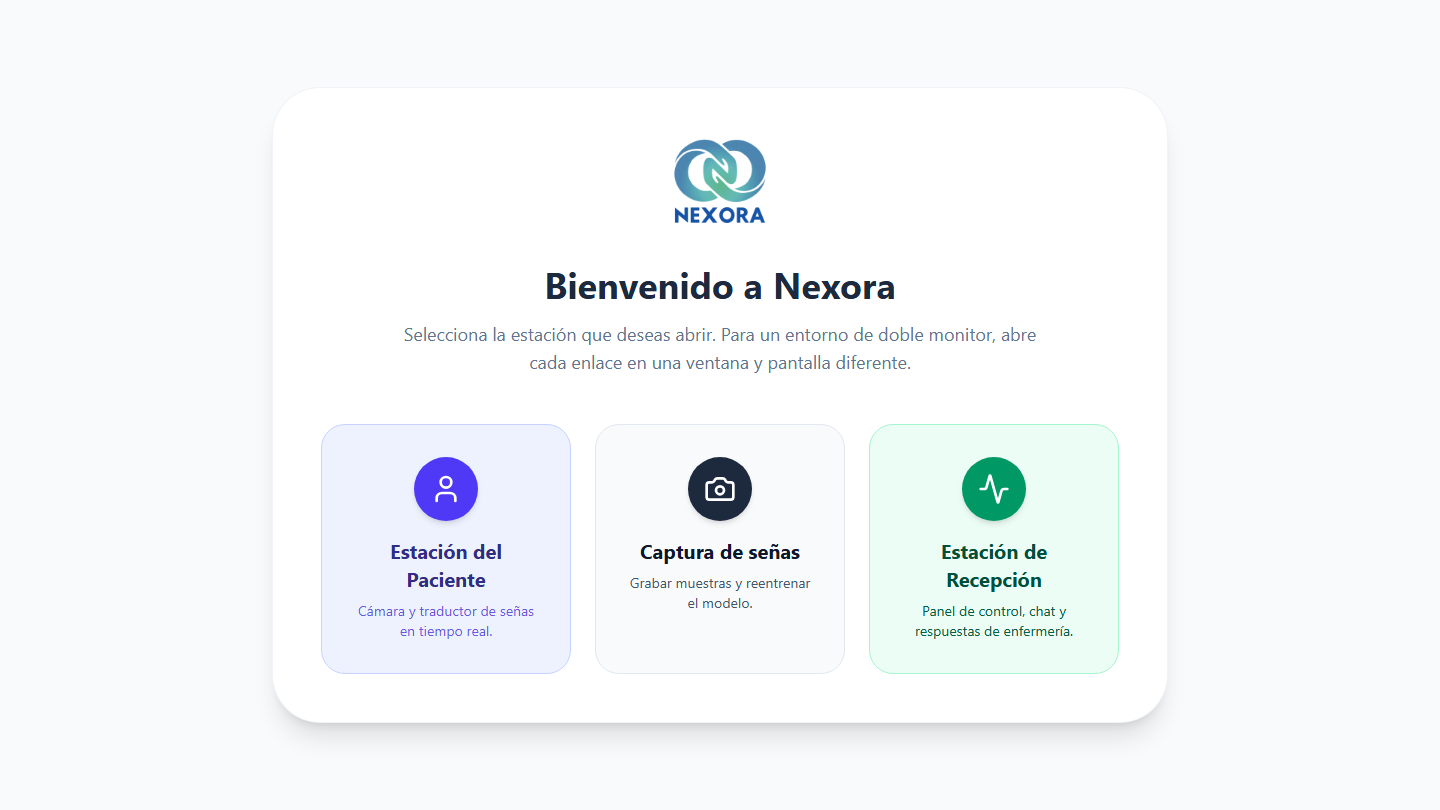 NEXORA
Bienvenido a Nexora
Selecciona la estación que deseas abrir. Para un entorno de doble monitor, abre
cada enlace en una ventana y pantalla diferente.
Estación del
Paciente
Cámara y traductor de señas
en tiempo real.
Captura de señas
Grabar muestras y reentrenar
el modelo.
Estación de
Recepción
Panel de control, chat y
respuestas de enfermería.